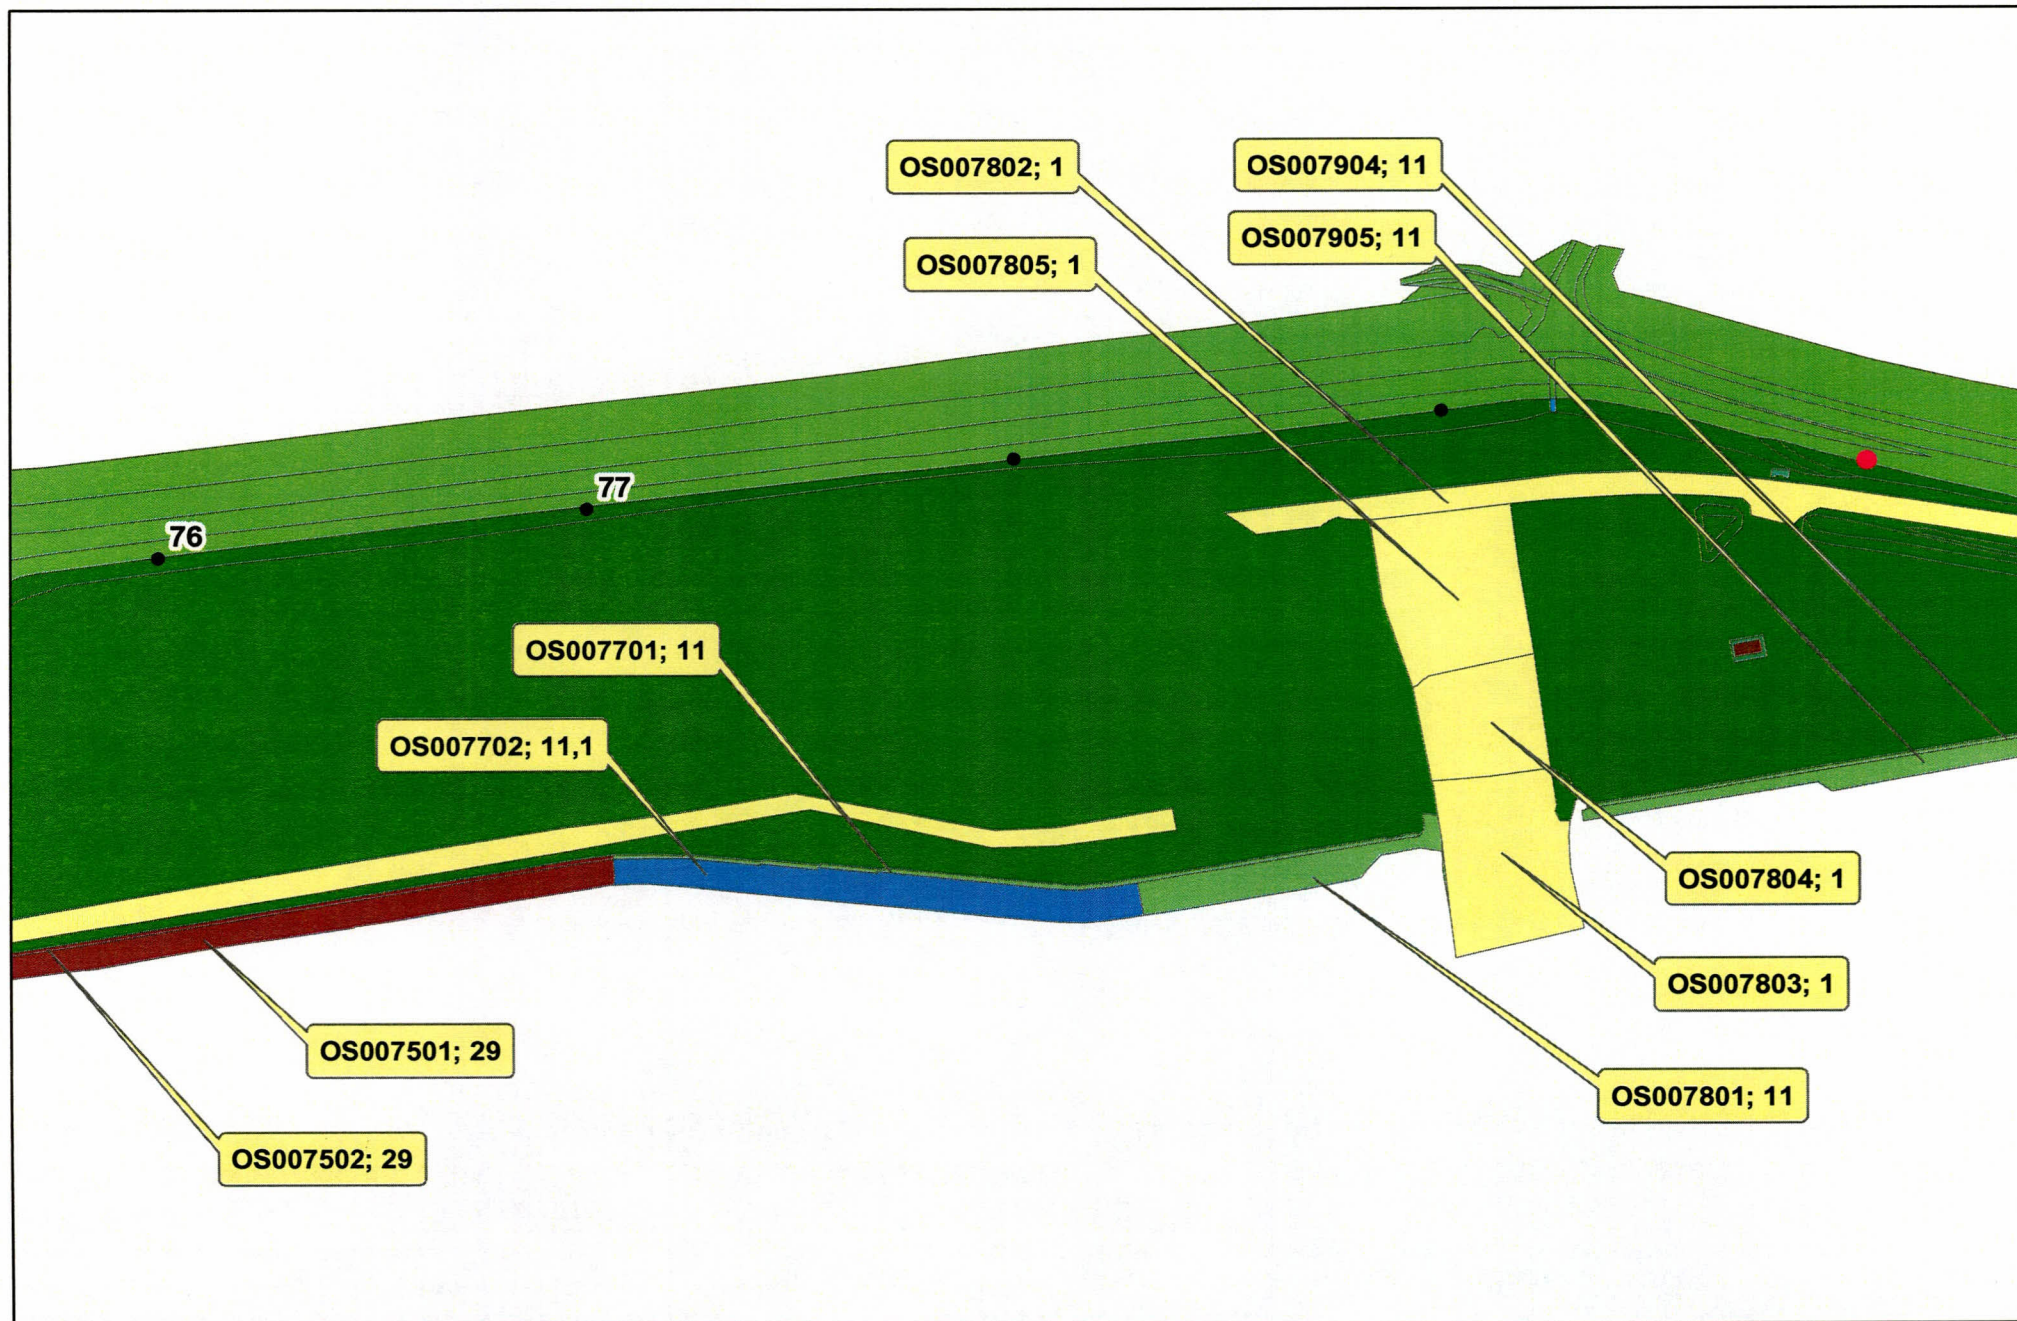 OS007802; 1
OS007904; 11
OS007805; 1
OS007905; 11
77
76
OS007701; 11
OS007702; 11,1
OS007804; 1
OS007803; 1
OS007501; 29
OS007801; 11
OS007502; 29